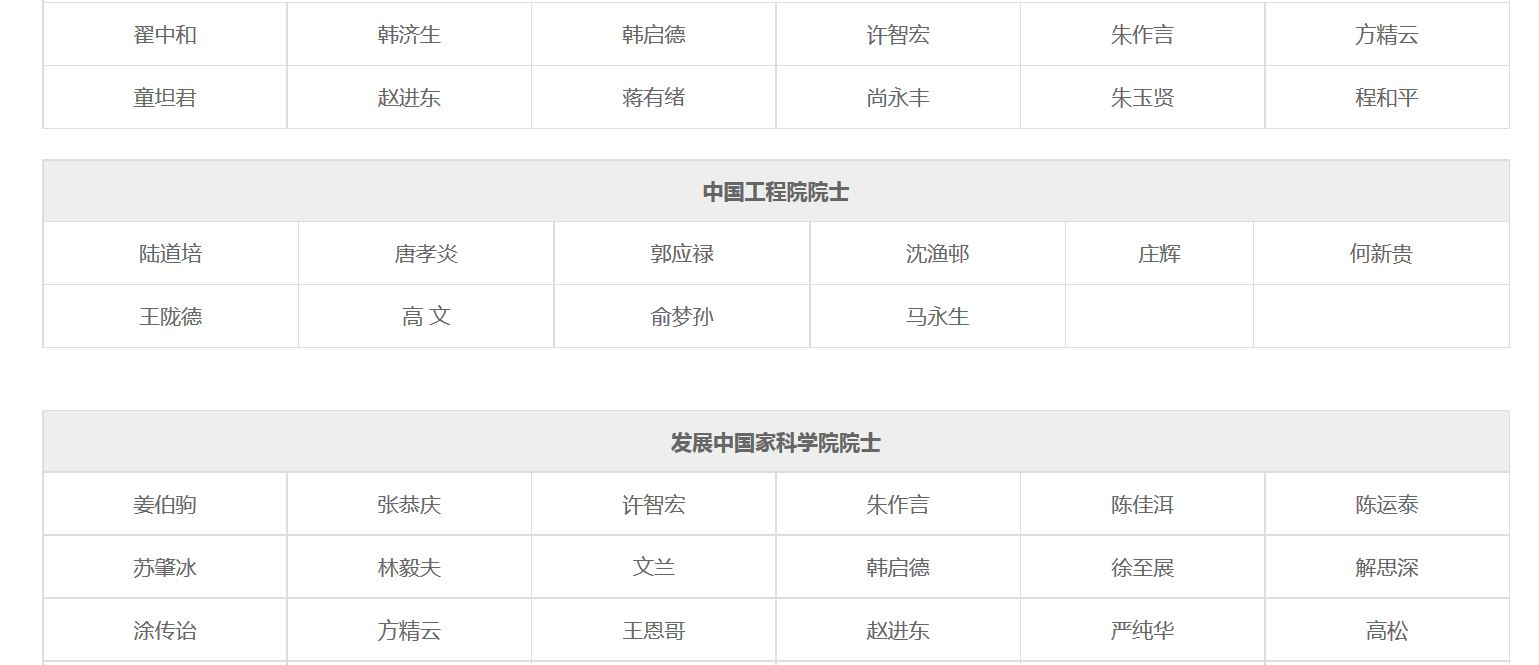 翟中和 韩济生 韩启德 许智宏 朱作言 方精云
童坦君 赵进东 蒋有绪 尚永丰 朱玉贤 程和平
中国工程院院士
陆道培 唐孝炎 郭应禄 沈渔邨 庄辉 何新贵
王陇德 高 文 俞梦孙 马永生
发展中国家科学院院士
姜伯驹 张恭庆 许智宏 朱作言 陈佳洱 陈运泰
苏肇冰 林毅夫 文兰 韩启德 徐至展 解思深
涂传诒 方精云 王恩哥 赵进东 严纯华 高松